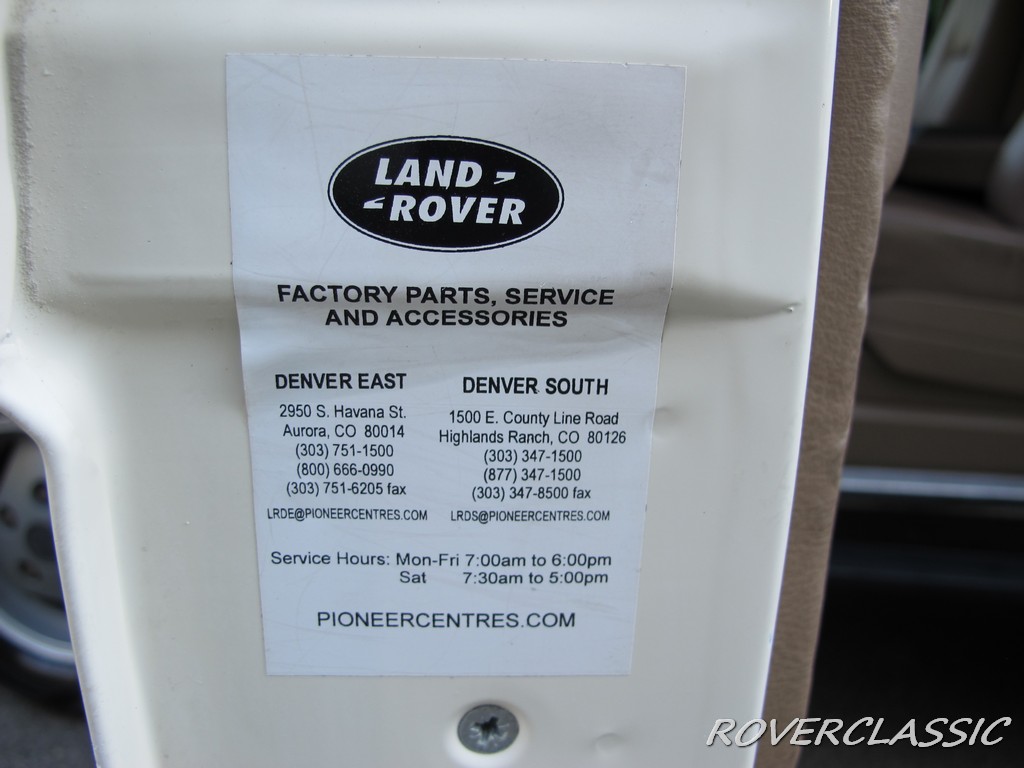 LAND
ROVER
FACTORY PARTS, SERVICE
AND ACCESSORIES
DENVER EAST
2950 S. Havana St.
Aurora, CO 80014
(303) 751-1500
(800) 666-0990
(303) 751-6205 fax
LRDE@PIONEERCENTRES.COM
DENVER SOUTH
1500 E. County Line Road
Highlands Ranch, CO 80126
(303) 347-1500
(877) 347-1500
(303) 347-8500 fax
LRDS@PIONEERCENTRES.COM
Service Hours: Mon-Fri 7:00am to 6:00pm
Sat 7:30am to 5:00pm
PIONEERCENTRES.COM
ROVERCLASSIC